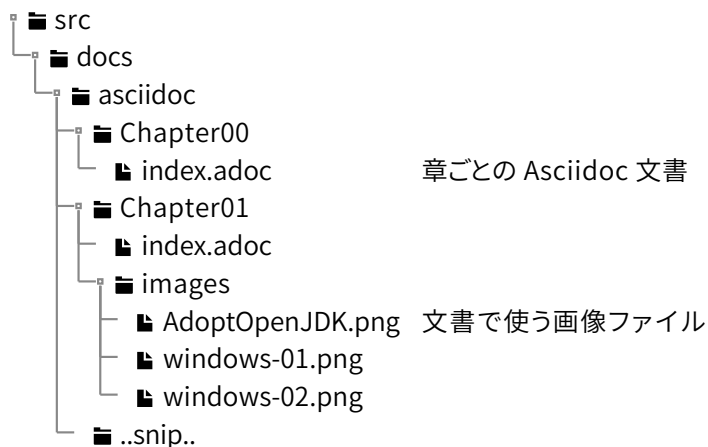 src
docs
asciidoc
Chapter00
index.adoc 章ごとの Asciidoc 文書
Chapter01
index.adoc
images
AdoptOpenJDK.png 文書で使う画像ファイル
windows-01.png
windows-02.png
..snip..